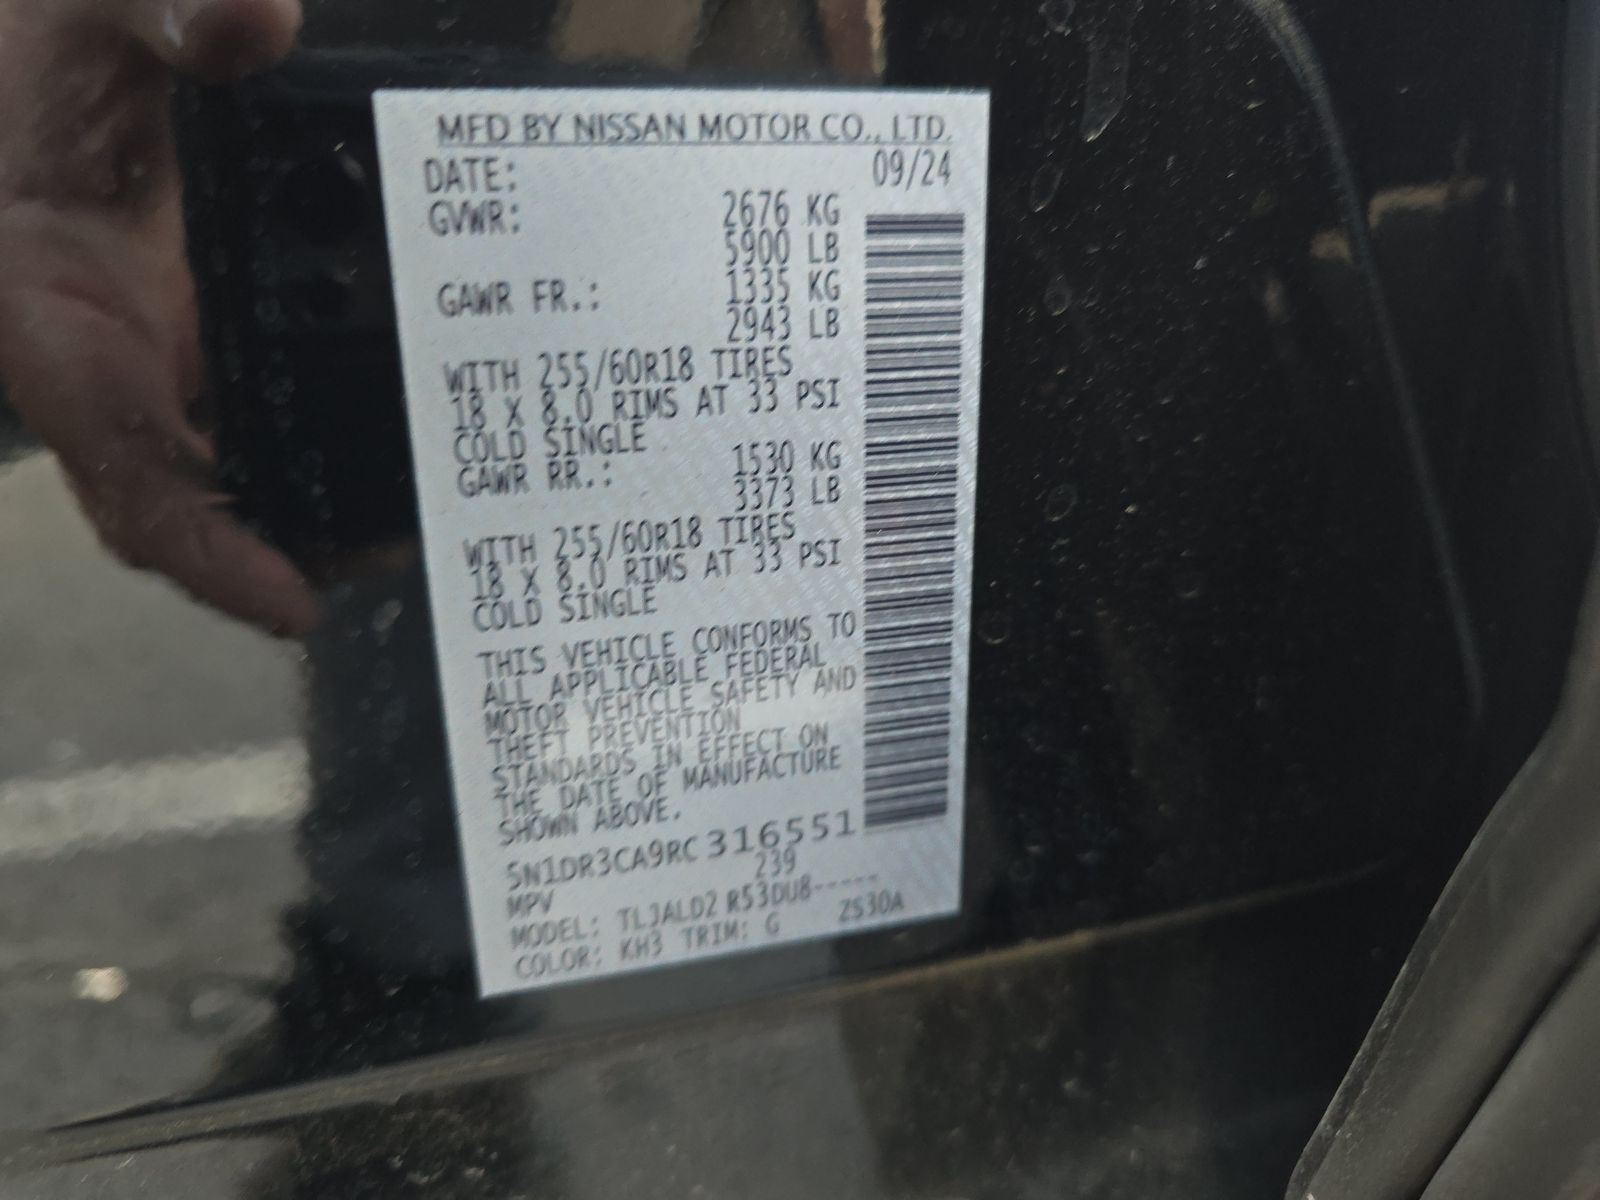 MFD BY NISSAN MOTOR CO., LTD.
DATE: 09/24
GVWR: 2676 KG
5900 LB
GAWR FR.: 1335 KG
2943 LB
WITH 255/60R18 TIRES
18 X 8.0 RIMS AT 33 PSI
COLD SINGLE
GAWR RR.: 1530 KG
3373 LB
WITH 255/60R18 TIRES
18 X 8.0 RIMS AT 33 PSI
COLD SINGLE
THIS VEHICLE CONFORMS TO
ALL APPLICABLE FEDERAL
MOTOR VEHICLE SAFETY AND
THEFT PREVENTION
STANDARDS IN EFFECT ON
THE DATE OF MANUFACTURE
SHOWN ABOVE.
5N1DR3CA9RC316551
MPV 239
MODEL: TLJALD2 R53DU8-----
COLOR: KH3 TRIM: G ZS30A